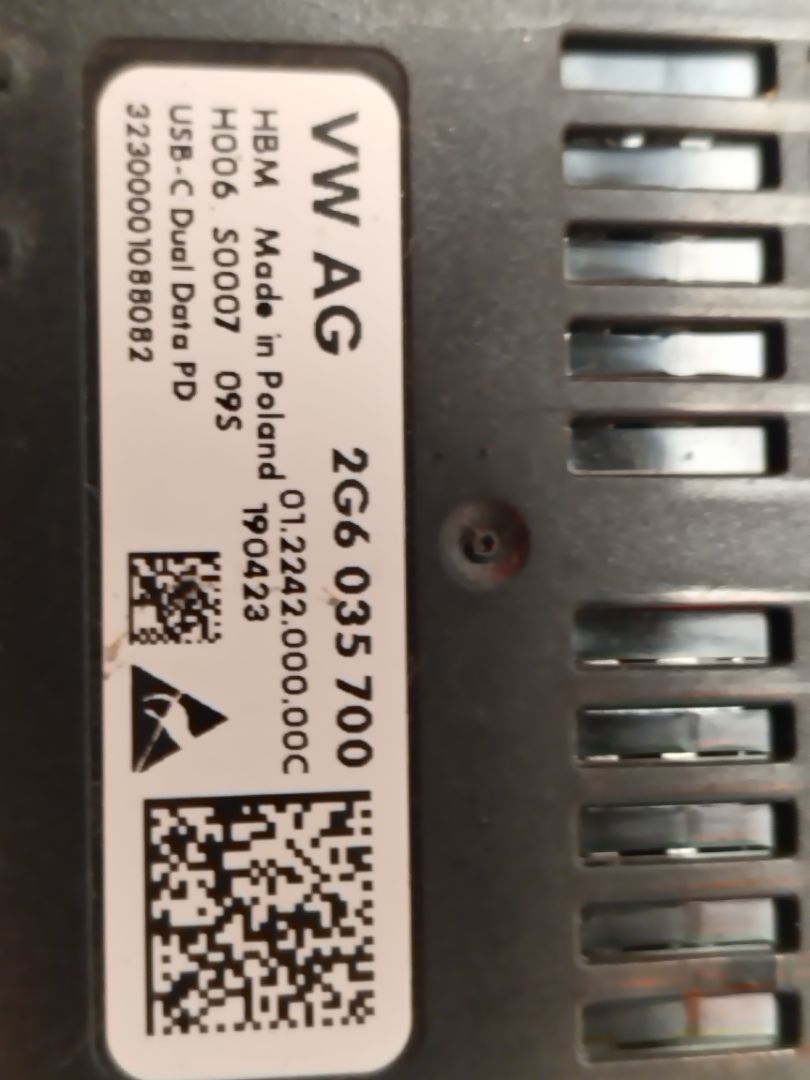 VW AG 2G6 035 700
HBM Made in Poland 01.2242.000.00C
H006 S0007 09S 190423
USB-C Dual Data PD
32300001088082